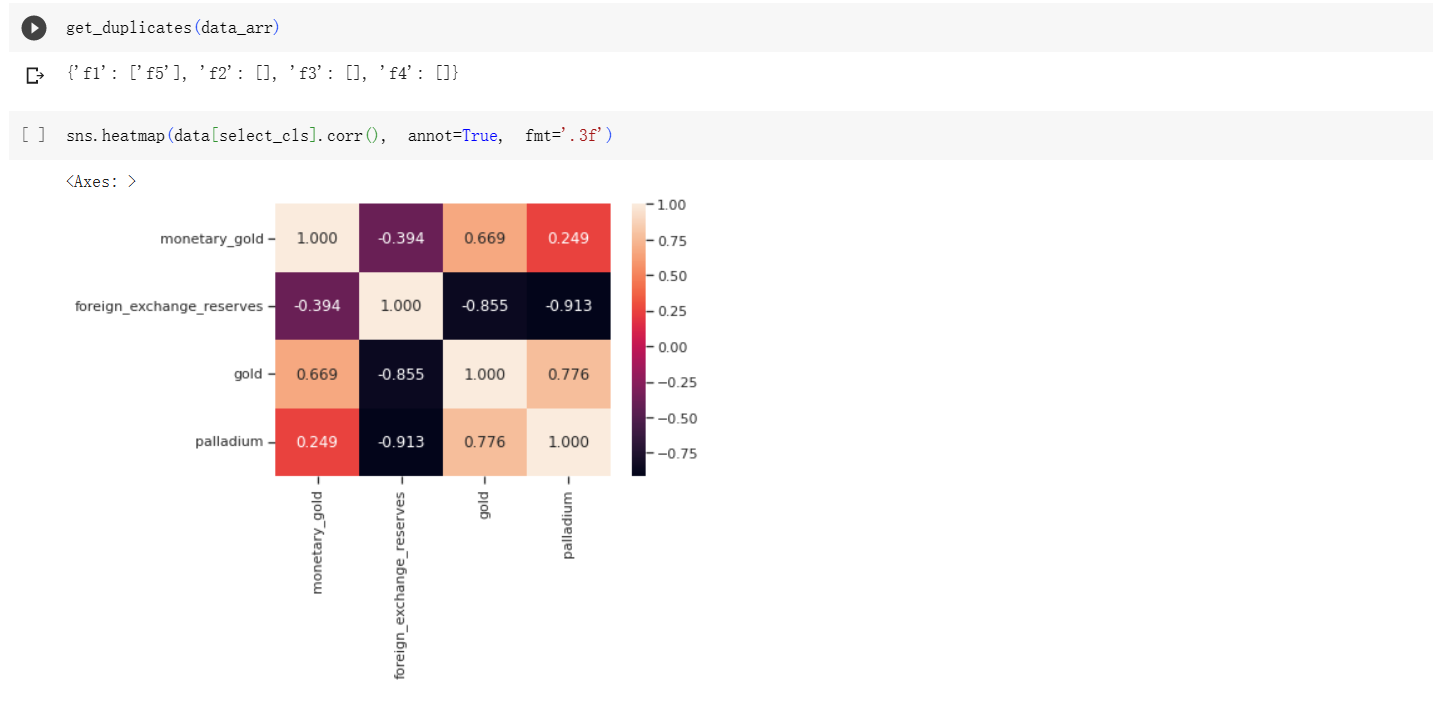 get_duplicates(data_arr)
{'f1': ['f5'], 'f2': [], 'f3': [], 'f4': []}
[ ] sns.heatmap(data[select_cls].corr(), annot=True, fmt='.3f')
<Axes: >
monetary_gold 1.000 -0.394 0.669 0.249
foreign_exchange_reserves -0.394 1.000 -0.855 -0.913
gold 0.669 -0.855 1.000 0.776
palladium 0.249 -0.913 0.776 1.000
monetary_gold
foreign_exchange_reserves
gold
palladium
1.00
0.75
0.50
0.25
0.00
−0.25
−0.50
−0.75